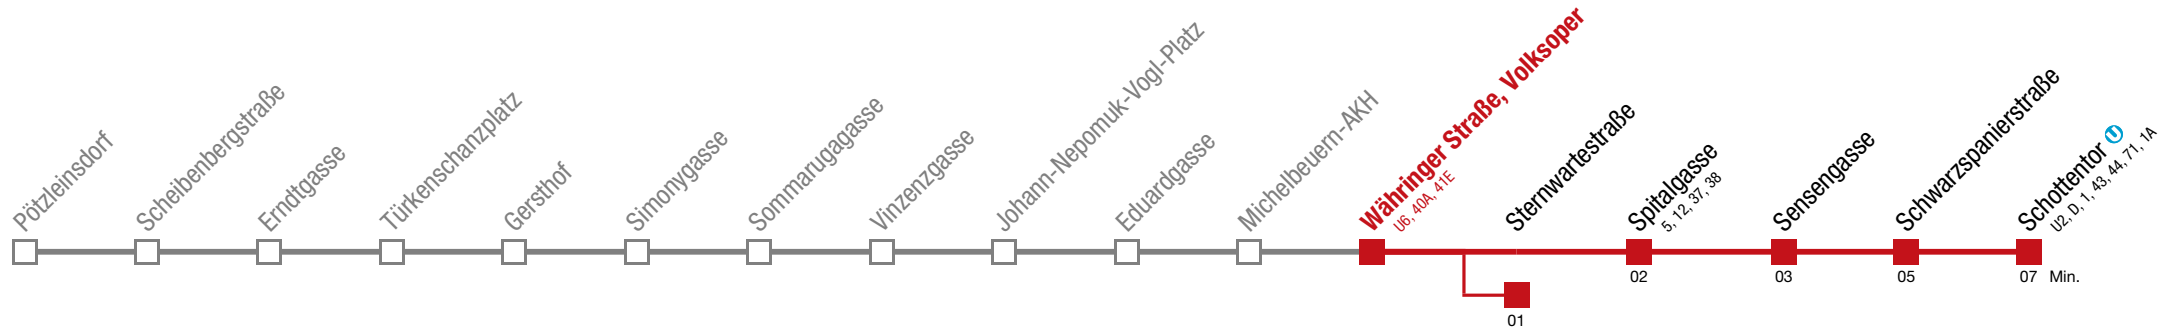 Pötzleinsdorf
Scheibenbergstraße
Erndtgasse
Türkenschanzplatz
Gersthof
Simonygasse
Sommarugagasse
Vinzenzgasse
Johann-Nepomuk-Vogl-Platz
Eduardgasse
Michelbeuern-AKH
Währinger Straße, Volksoper
U6, 40A, 41E
Sternwartestraße
Spitalgasse
5, 12, 37, 38
Sensengasse
Schwarzspanierstraße
Schottentor U
U2, D, 1, 43, 44, 71, 1A
02
03
05
07 Min.
01